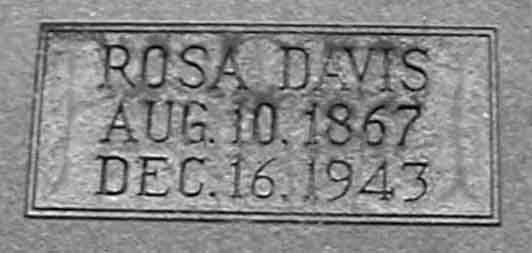 ROSA DAVIS
AUG. 10. 1867
DEC. 16. 1943